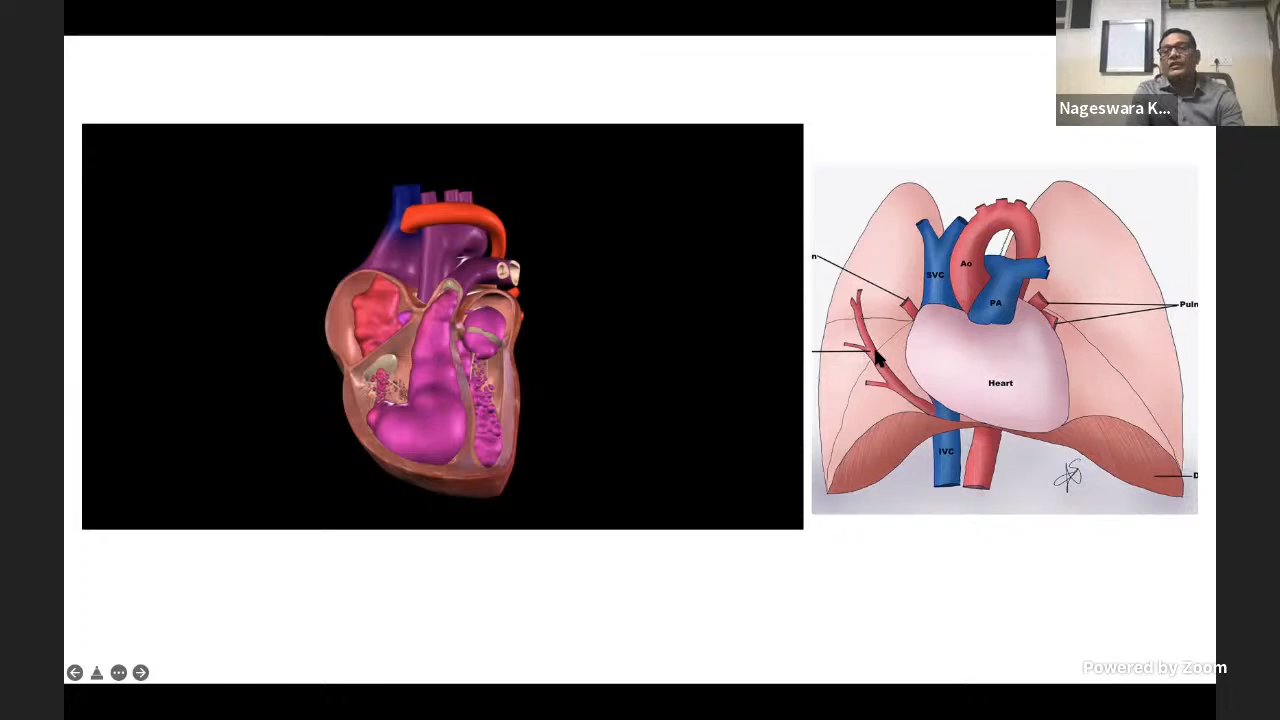 Nageswara K...
n
SVC
Ao
PA
Puln
Heart
IVC
D
Powered by Zoom